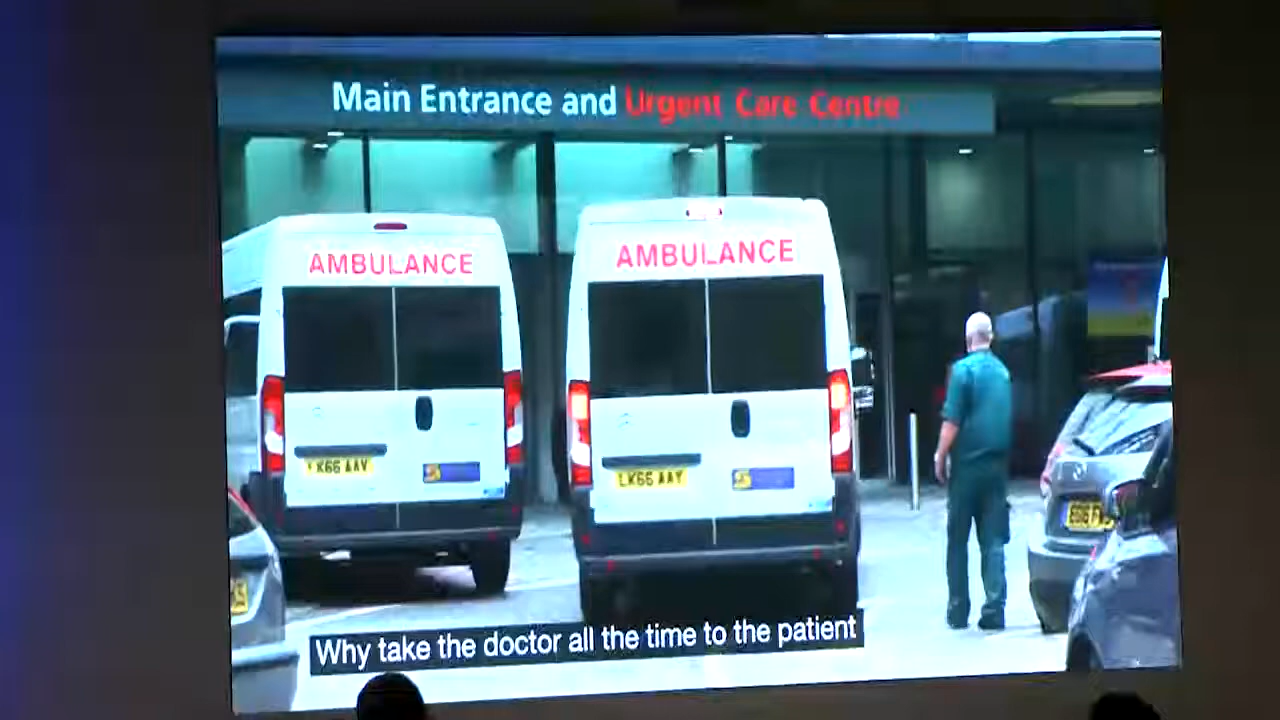 Main Entrance and Urgent Care Centre
AMBULANCE
AMBULANCE
LK66 AAY
Why take the doctor all the time to the patient